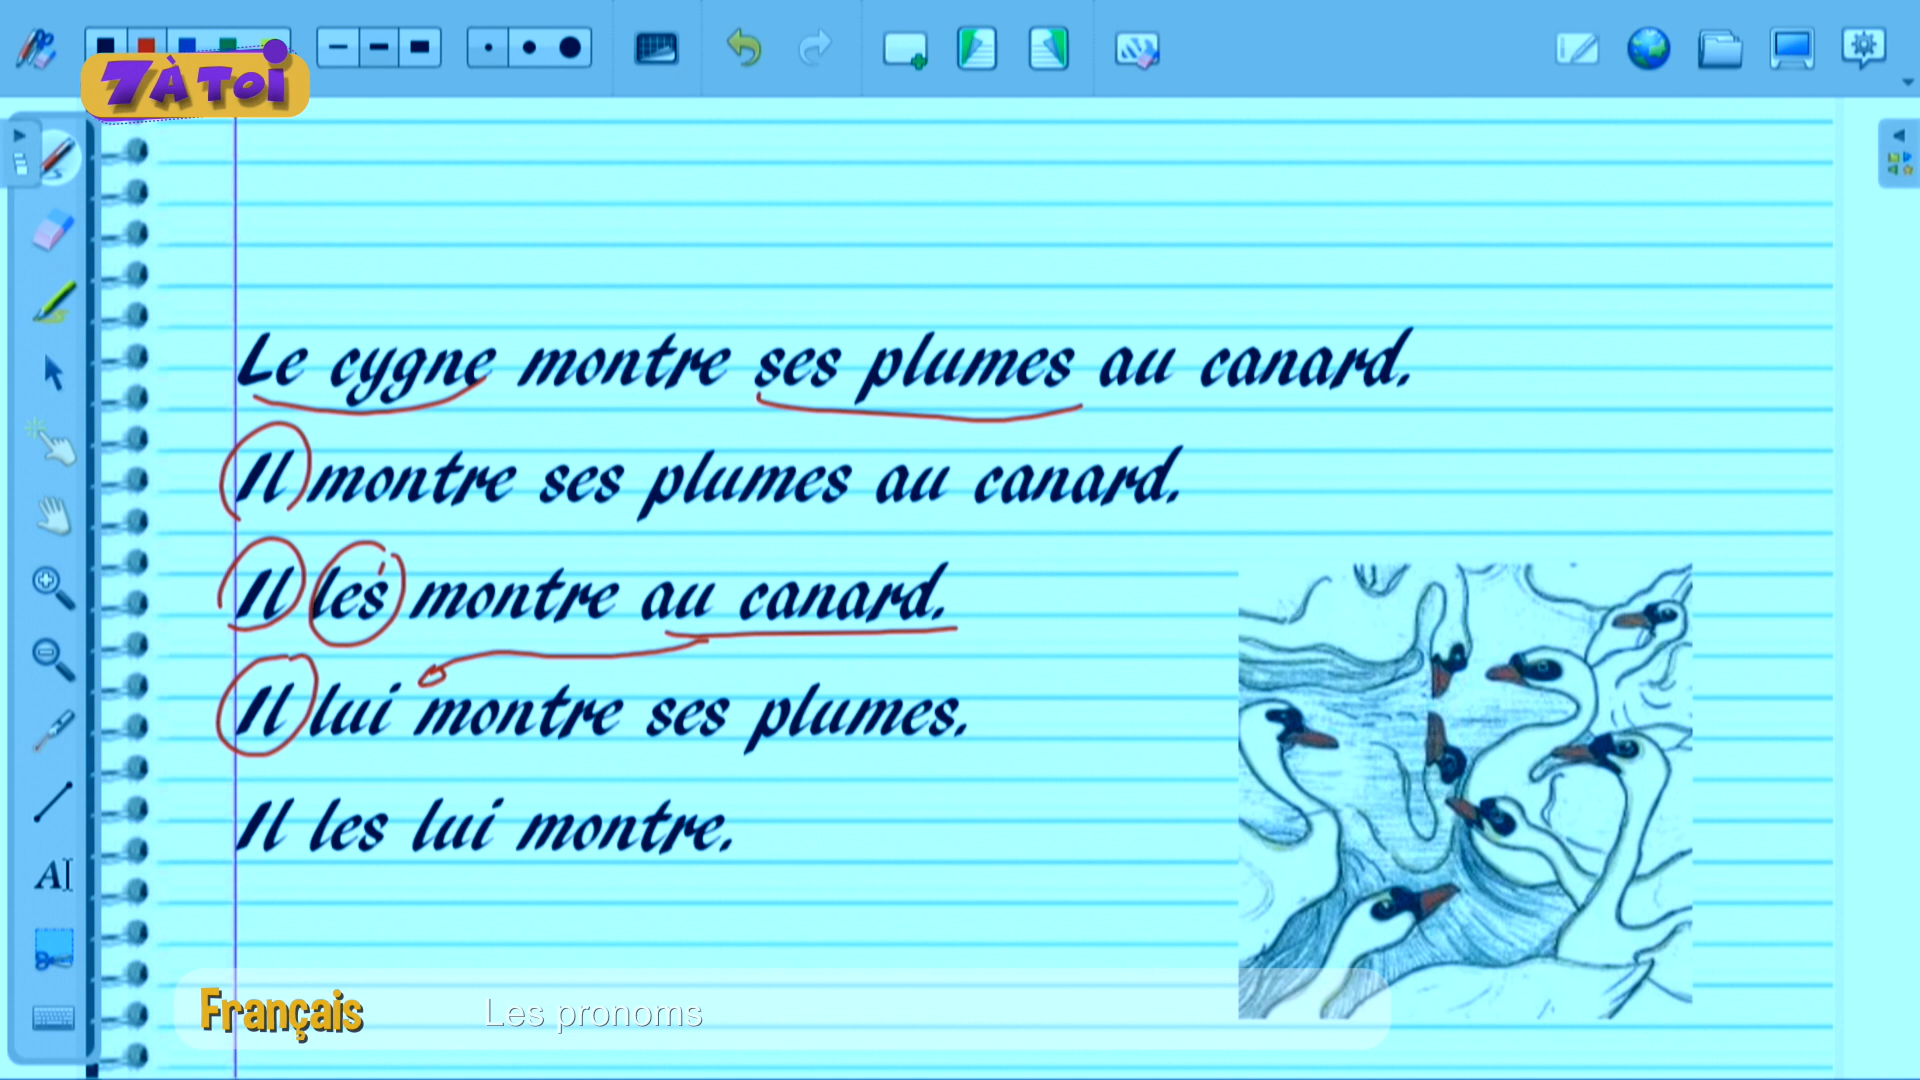 7 À Toi
Le cygne montre ses plumes au canard.
Il montre ses plumes au canard.
Il les montre au canard.
Il lui montre ses plumes.
Il les lui montre.
Français Les pronoms